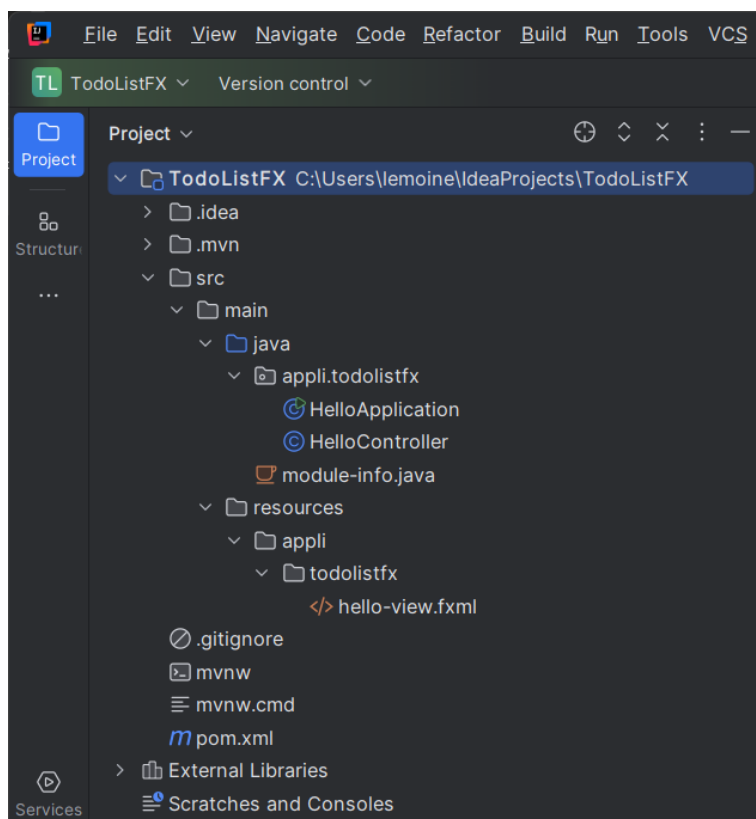 File Edit View Navigate Code Refactor Build Run Tools VCS
TL TodoListFX Version control
Project
Project
TodoListFX C:\Users\lemoine\IdeaProjects\TodoListFX
.idea
Structur
.mvn
src
main
java
appli.todolistfx
HelloApplication
HelloController
module-info.java
resources
appli
todolistfx
hello-view.fxml
.gitignore
mvnw
mvnw.cmd
pom.xml
External Libraries
Scratches and Consoles
Services